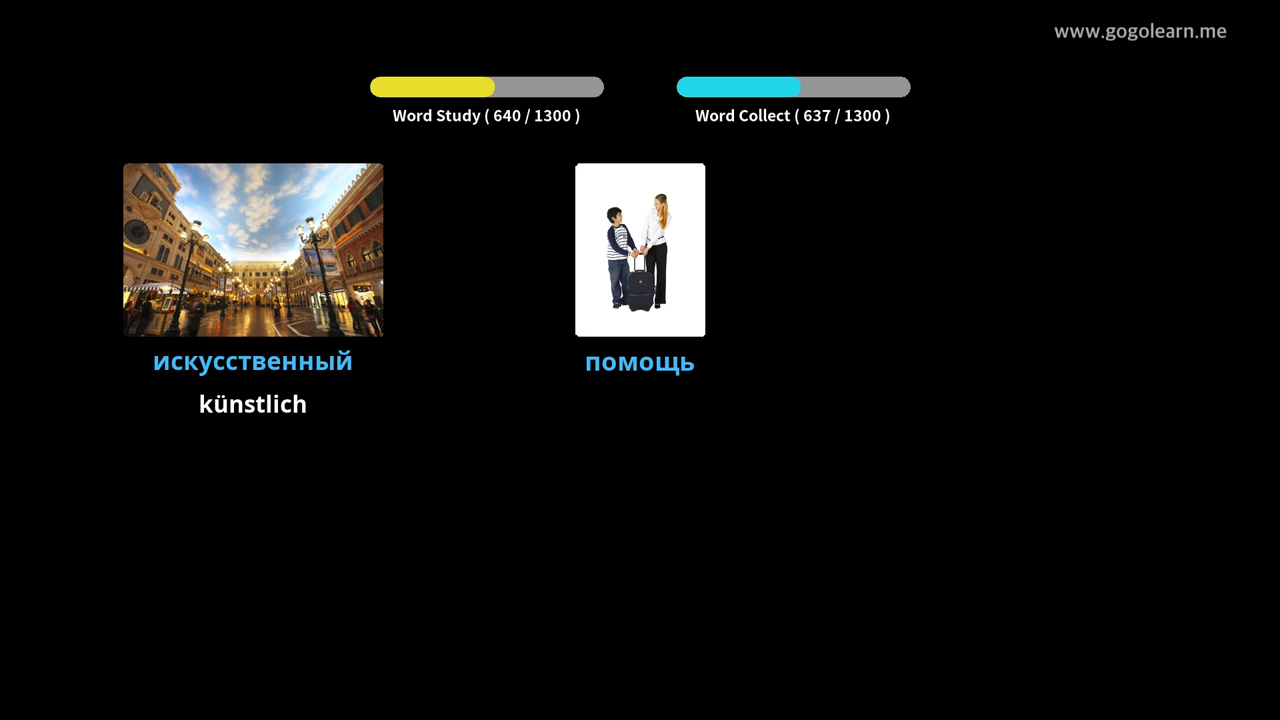 www.gogolearn.me
Word Study ( 640 / 1300 )
Word Collect ( 637 / 1300 )
искусственный
помощь
künstlich